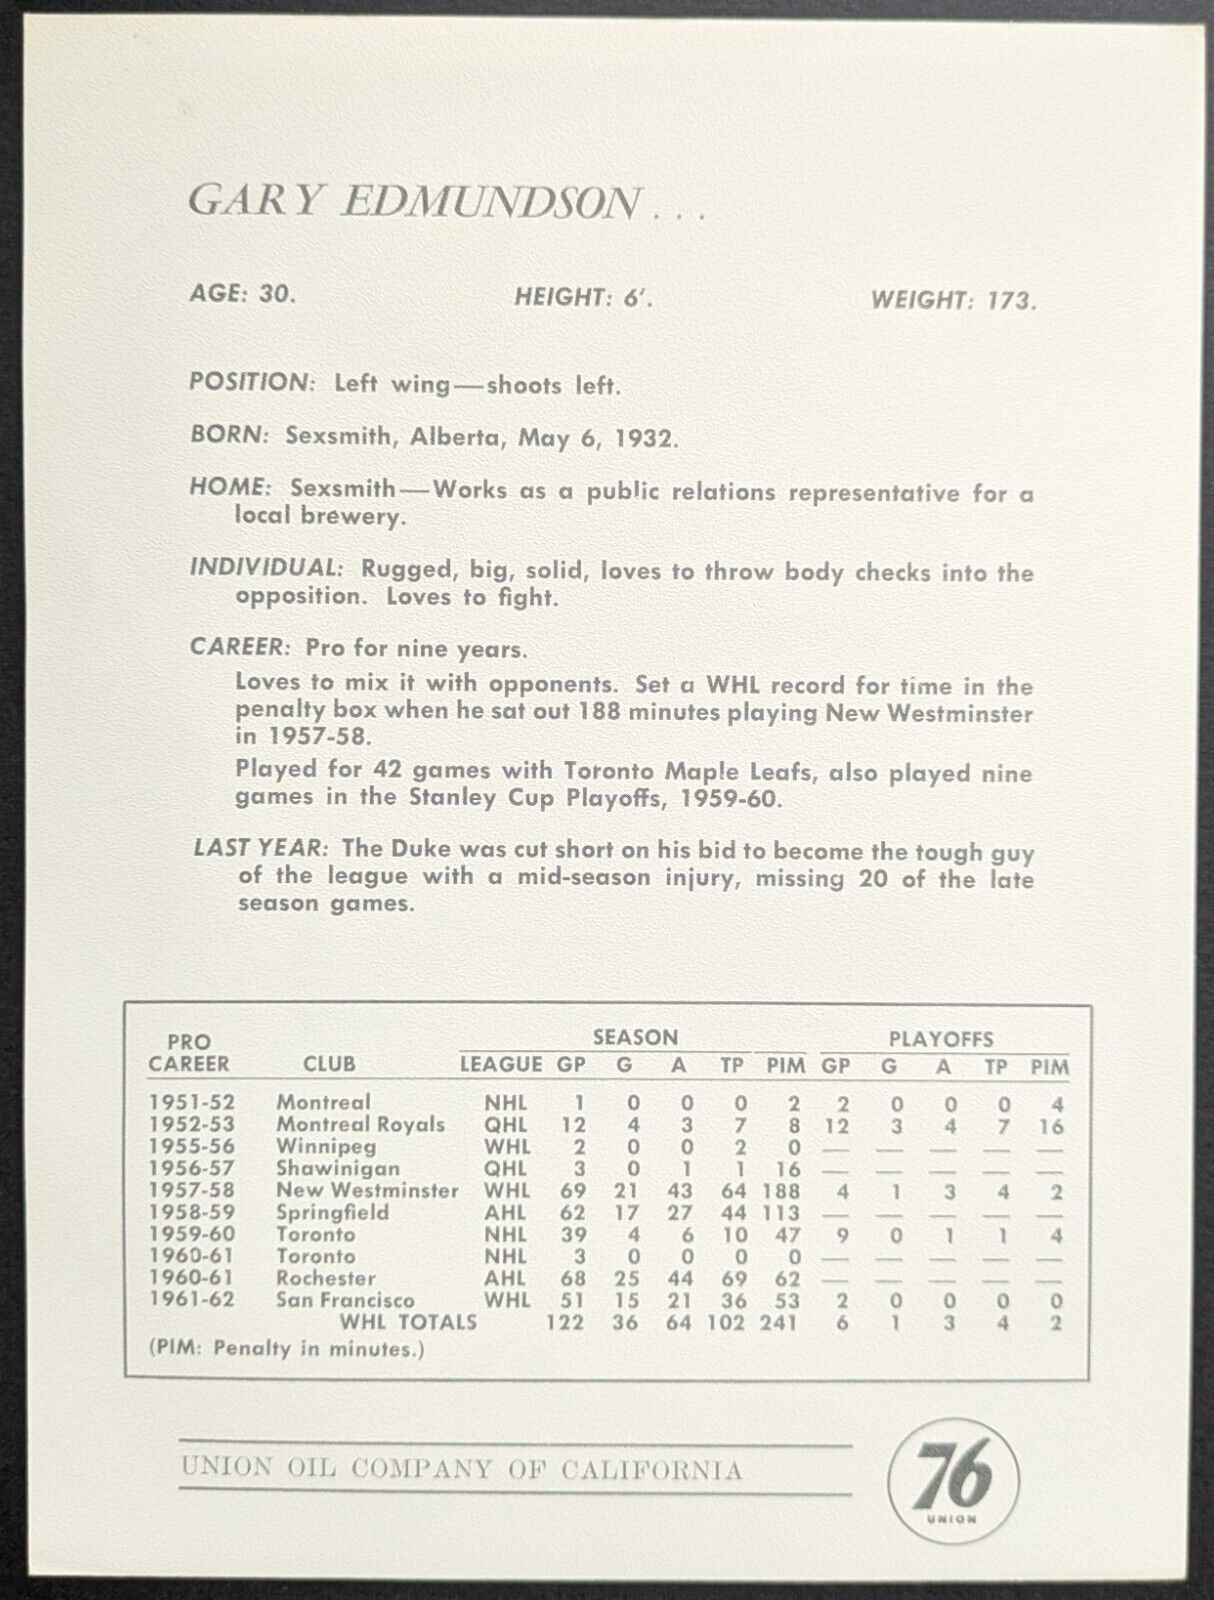 GARY EDMUNDSON . . .
AGE: 30. HEIGHT: 6'. WEIGHT: 173.
POSITION: Left wing—shoots left.
BORN: Sexsmith, Alberta, May 6, 1932.
HOME: Sexsmith—Works as a public relations representative for a
local brewery.
INDIVIDUAL: Rugged, big, solid, loves to throw body checks into the
opposition. Loves to fight.
CAREER: Pro for nine years.
Loves to mix it with opponents. Set a WHL record for time in the
penalty box when he sat out 188 minutes playing New Westminster
in 1957-58.
Played for 42 games with Toronto Maple Leafs, also played nine
games in the Stanley Cup Playoffs, 1959-60.
LAST YEAR: The Duke was cut short on his bid to become the tough guy
of the league with a mid-season injury, missing 20 of the late
season games.
PRO SEASON PLAYOFFS
CAREER CLUB LEAGUE GP G A TP PIM GP G A TP PIM
1951-52 Montreal NHL 1 0 0 0 2 2 0 0 0 4
1952-53 Montreal Royals QHL 12 4 3 7 8 12 3 4 7 16
1955-56 Winnipeg WHL 2 0 0 2 0 — — — — —
1956-57 Shawinigan QHL 3 0 1 1 16 — — — — —
1957-58 New Westminster WHL 69 21 43 64 188 4 1 3 4 2
1958-59 Springfield AHL 62 17 27 44 113 — — — — —
1959-60 Toronto NHL 39 4 6 10 47 9 0 1 1 4
1960-61 Toronto NHL 3 0 0 0 0 — — — — —
1960-61 Rochester AHL 68 25 44 69 62 — — — — —
1961-62 San Francisco WHL 51 15 21 36 53 2 0 0 0 0
WHL TOTALS 122 36 64 102 241 6 1 3 4 2
(PIM: Penalty in minutes.)
UNION OIL COMPANY OF CALIFORNIA
76
UNION